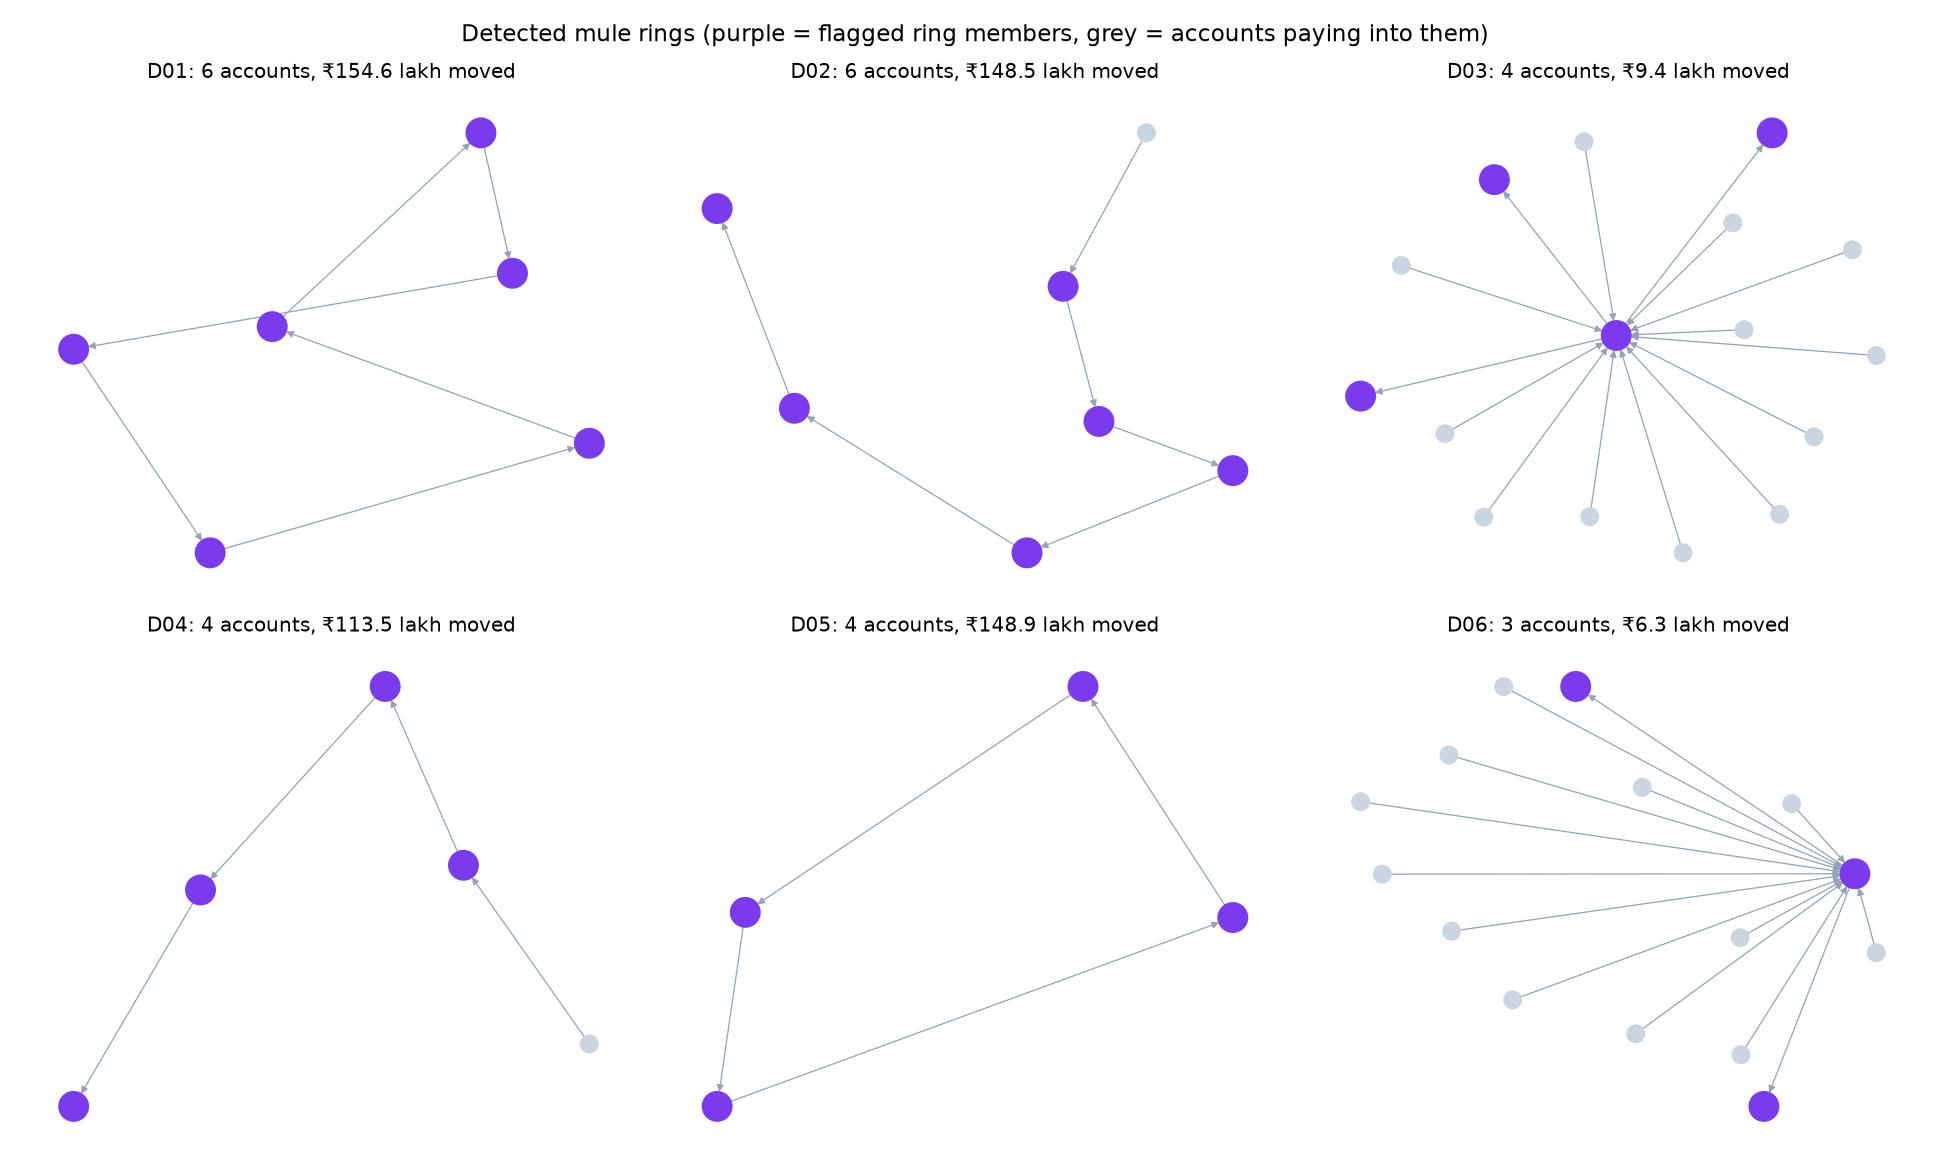 Detected mule rings (purple = flagged ring members, grey = accounts paying into them)
D01: 6 accounts, ₹154.6 lakh moved
D02: 6 accounts, ₹148.5 lakh moved
D03: 4 accounts, ₹9.4 lakh moved
D04: 4 accounts, ₹113.5 lakh moved
D05: 4 accounts, ₹148.9 lakh moved
D06: 3 accounts, ₹6.3 lakh moved